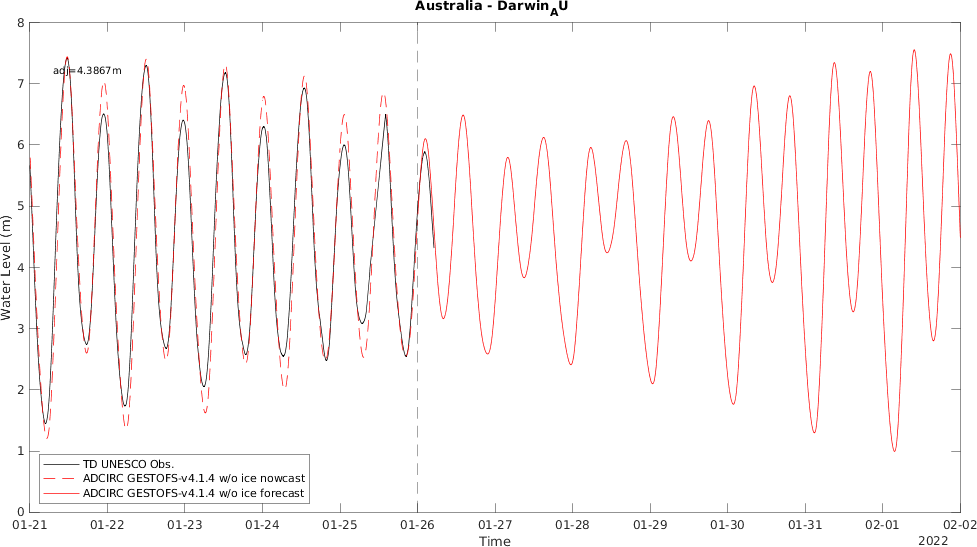 Australia - DarwinAU
adj=4.3867m
8
7
6
5
4
3
2
1
0
Water Level (m)
TD UNESCO Obs.
ADCIRC GESTOFS-v4.1.4 w/o ice nowcast
ADCIRC GESTOFS-v4.1.4 w/o ice forecast
01-21 01-22 01-23 01-24 01-25 01-26 01-27 01-28 01-29 01-30 01-31 02-01 02-02
Time
2022